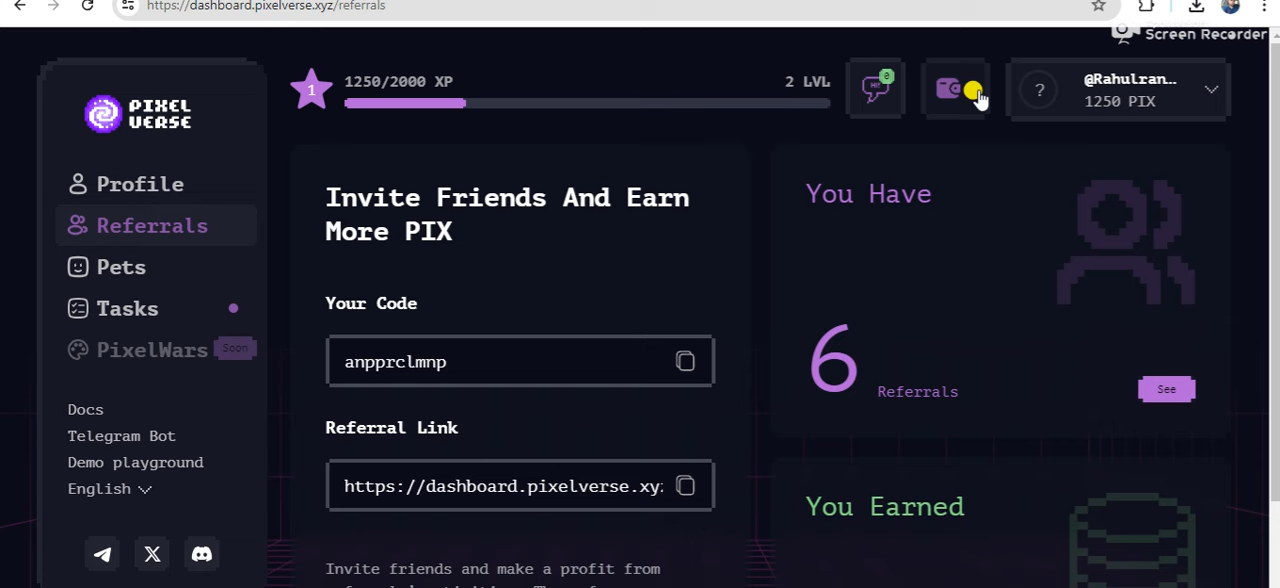 https://dashboard.pixelverse.xyz/referrals
Screen Recorder
PIXEL
VERSE
1
1250/2000 XP
2 LVL
HI!
?
@Rahulran...
1250 PIX
Profile
Referrals
Pets
Tasks
PixelWars
Soon
Docs
Telegram Bot
Demo playground
English
Invite Friends And Earn
More PIX
Your Code
anpprclmnp
Referral Link
https://dashboard.pixelverse.xy
Invite friends and make a profit from
You Have
6
Referrals
See
You Earned